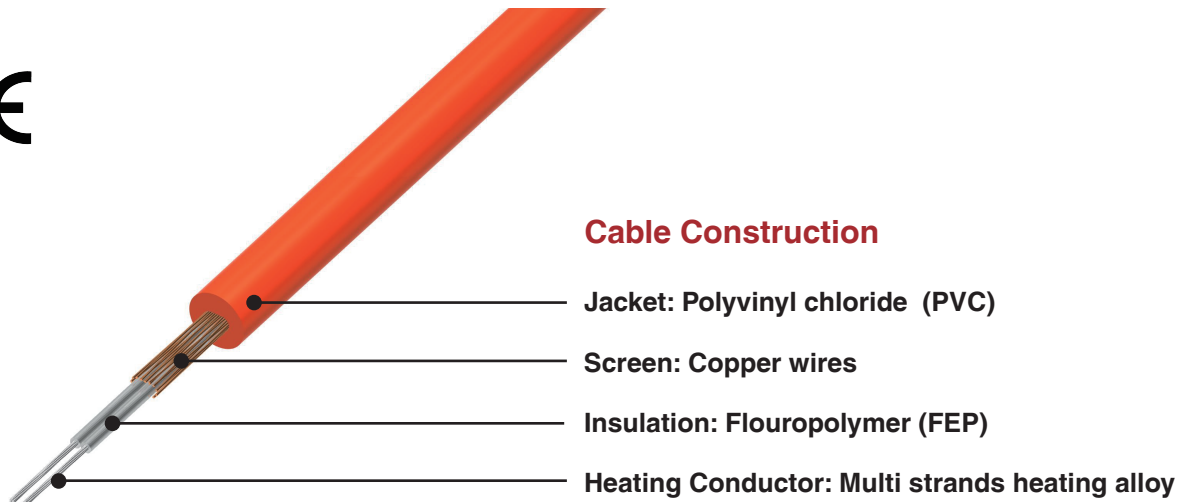 Cable Construction
Jacket: Polyvinyl chloride (PVC)
Screen: Copper wires
Insulation: Flouropolymer (FEP)
Heating Conductor: Multi strands heating alloy